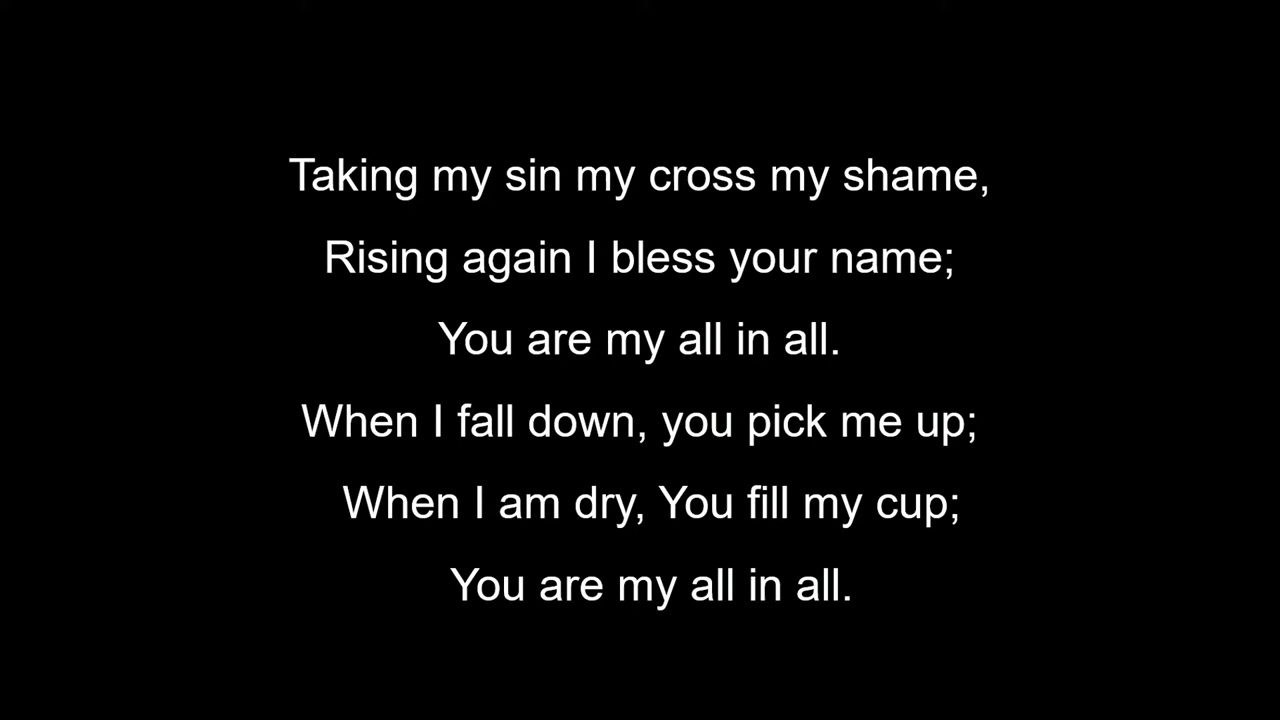 Taking my sin my cross my shame,
Rising again I bless your name;
You are my all in all.
When I fall down, you pick me up;
When I am dry, You fill my cup;
You are my all in all.